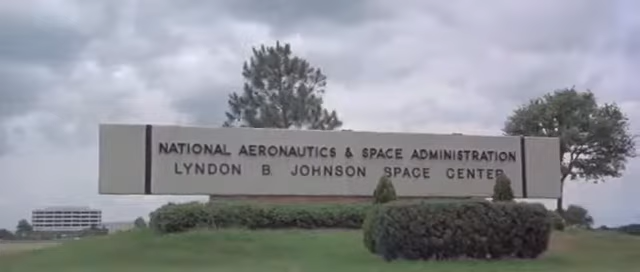 NATIONAL AERONAUTICS & SPACE ADMINISTRATION
LYNDON B. JOHNSON SPACE CENTER